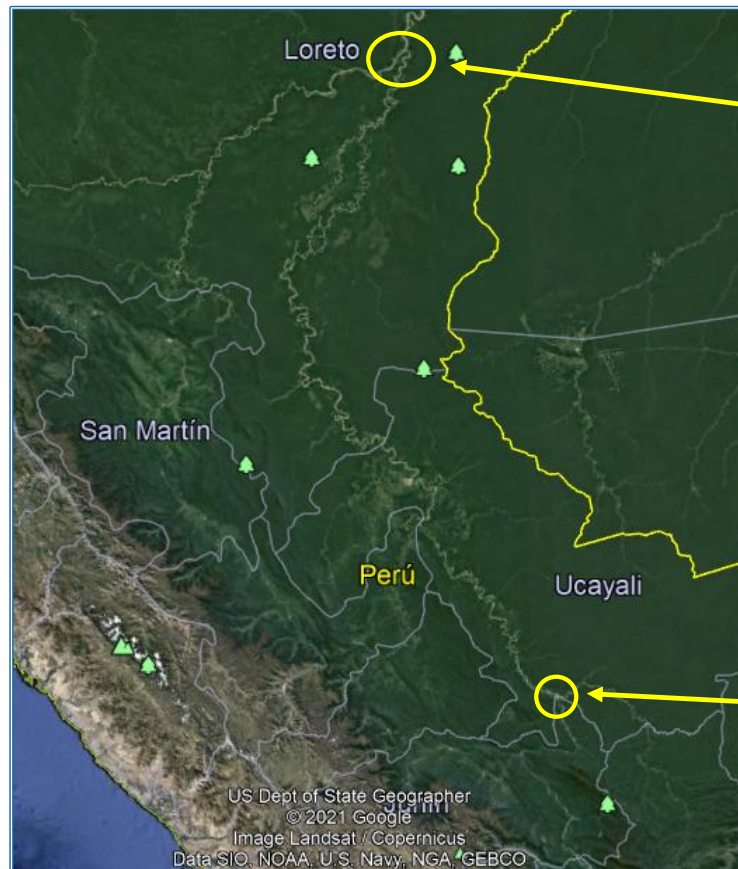 Loreto
San Martín
Perú
Ucayali
Junín
US Dept of State Geographer
© 2021 Google
Image Landsat / Copernicus
Data SIO, NOAA, U.S. Navy, NGA, GEBCO